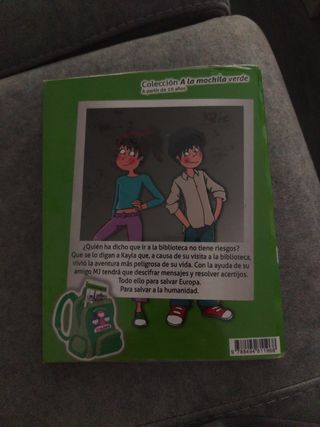 Colección A la mochila verde
A partir de 10 años
¿Quién ha dicho que ir a la biblioteca no tiene riesgos?
Que se lo digan a Kayla que, a causa de su visita a la biblioteca,
vivió la aventura más peligrosa de su vida. Con la ayuda de su
amigo MJ tendrá que descifrar mensajes y resolver acertijos.
Todo ello para salvar Europa.
Para salvar a la humanidad.